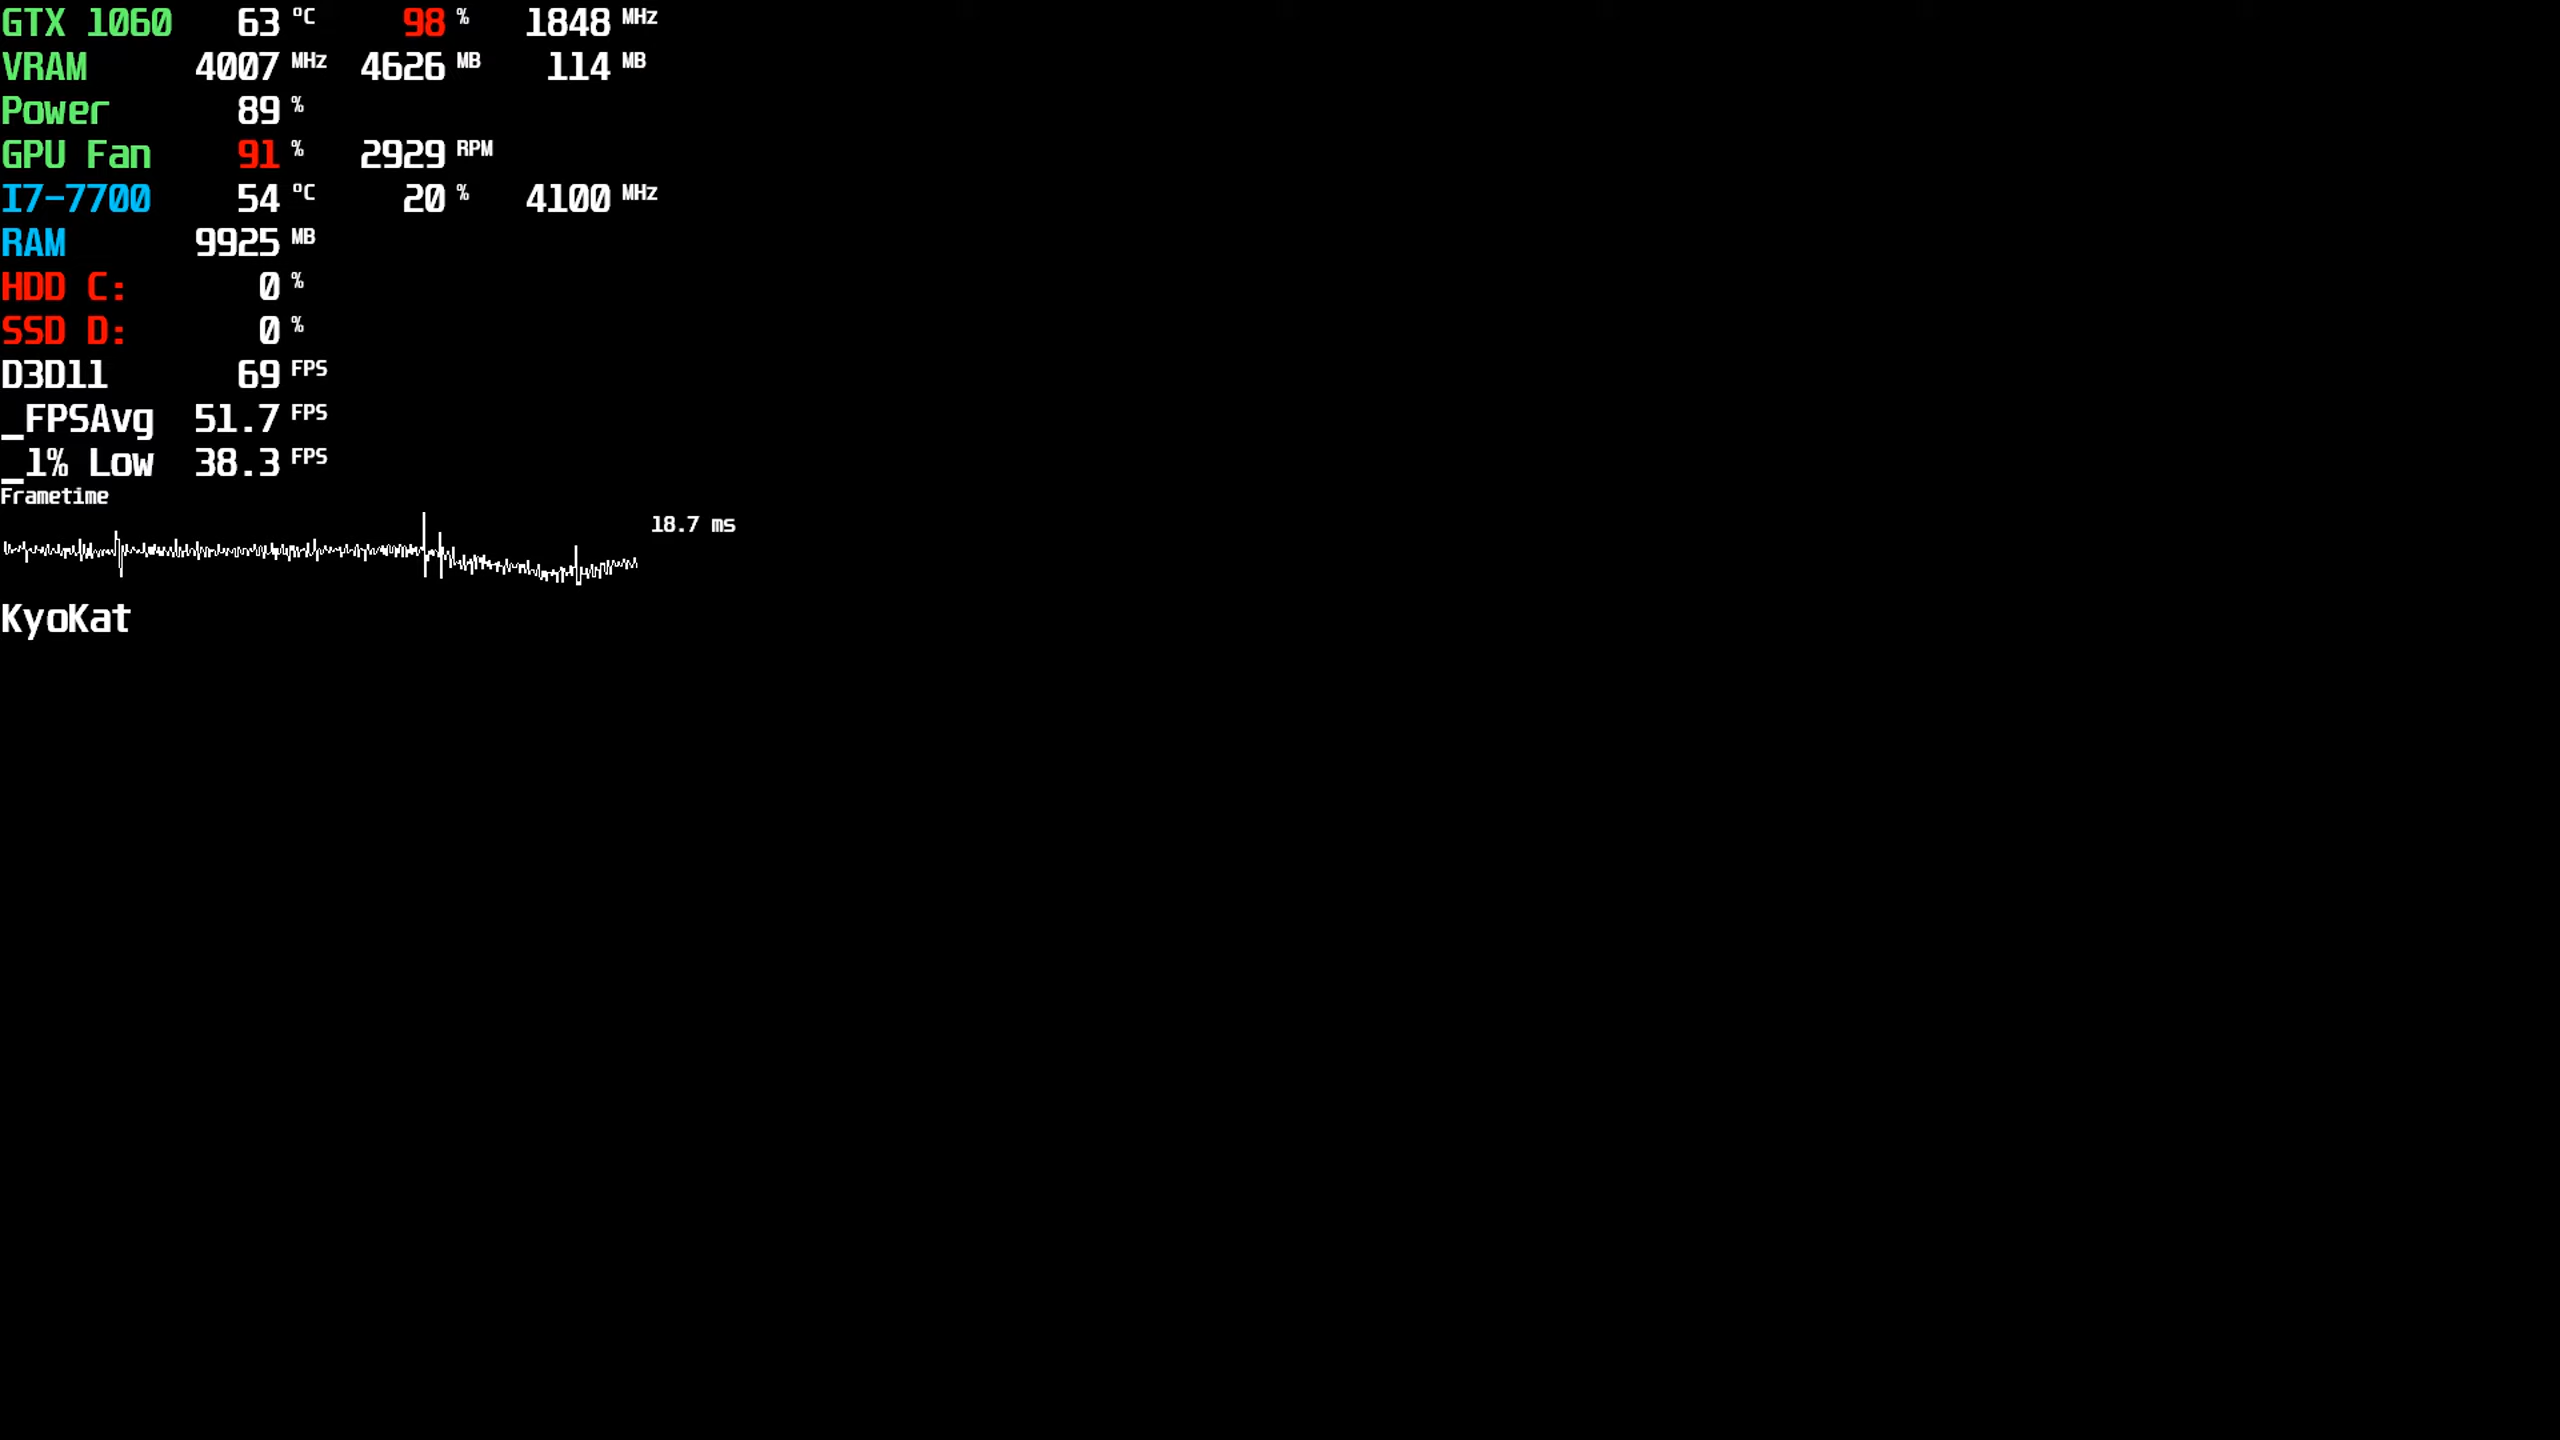 GTX 1060 63 °C 98 % 1848 MHz
VRAM 4007 MHz 4626 MB 114 MB
Power 89 %
GPU Fan 91 % 2929 RPM
I7-7700 54 °C 20 % 4100 MHz
RAM 9925 MB
HDD C: 0 %
SSD D: 0 %
D3D11 69 FPS
_FPSAvg 51.7 FPS
_1% Low 38.3 FPS
Frametime
18.7 ms
KyoKat